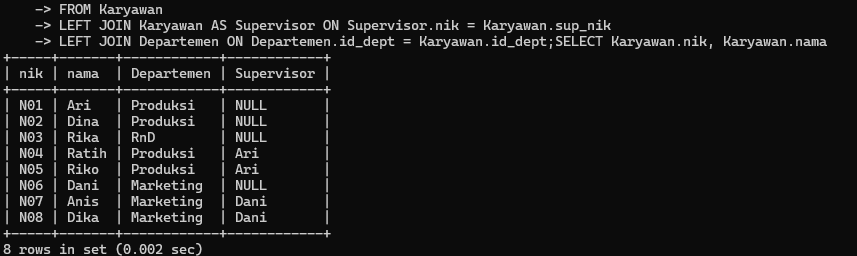 -> FROM Karyawan
    -> LEFT JOIN Karyawan AS Supervisor ON Supervisor.nik = Karyawan.sup_nik
    -> LEFT JOIN Departemen ON Departemen.id_dept = Karyawan.id_dept;SELECT Karyawan.nik, Karyawan.nama
+-----+-------+------------+------------+
| nik | nama  | Departemen | Supervisor |
+-----+-------+------------+------------+
| N01 | Ari   | Produksi   | NULL       |
| N02 | Dina  | Produksi   | NULL       |
| N03 | Rika  | RnD        | NULL       |
| N04 | Ratih | Produksi   | Ari        |
| N05 | Riko  | Produksi   | Ari        |
| N06 | Dani  | Marketing  | NULL       |
| N07 | Anis  | Marketing  | Dani       |
| N08 | Dika  | Marketing  | Dani       |
+-----+-------+------------+------------+
8 rows in set (0.002 sec)